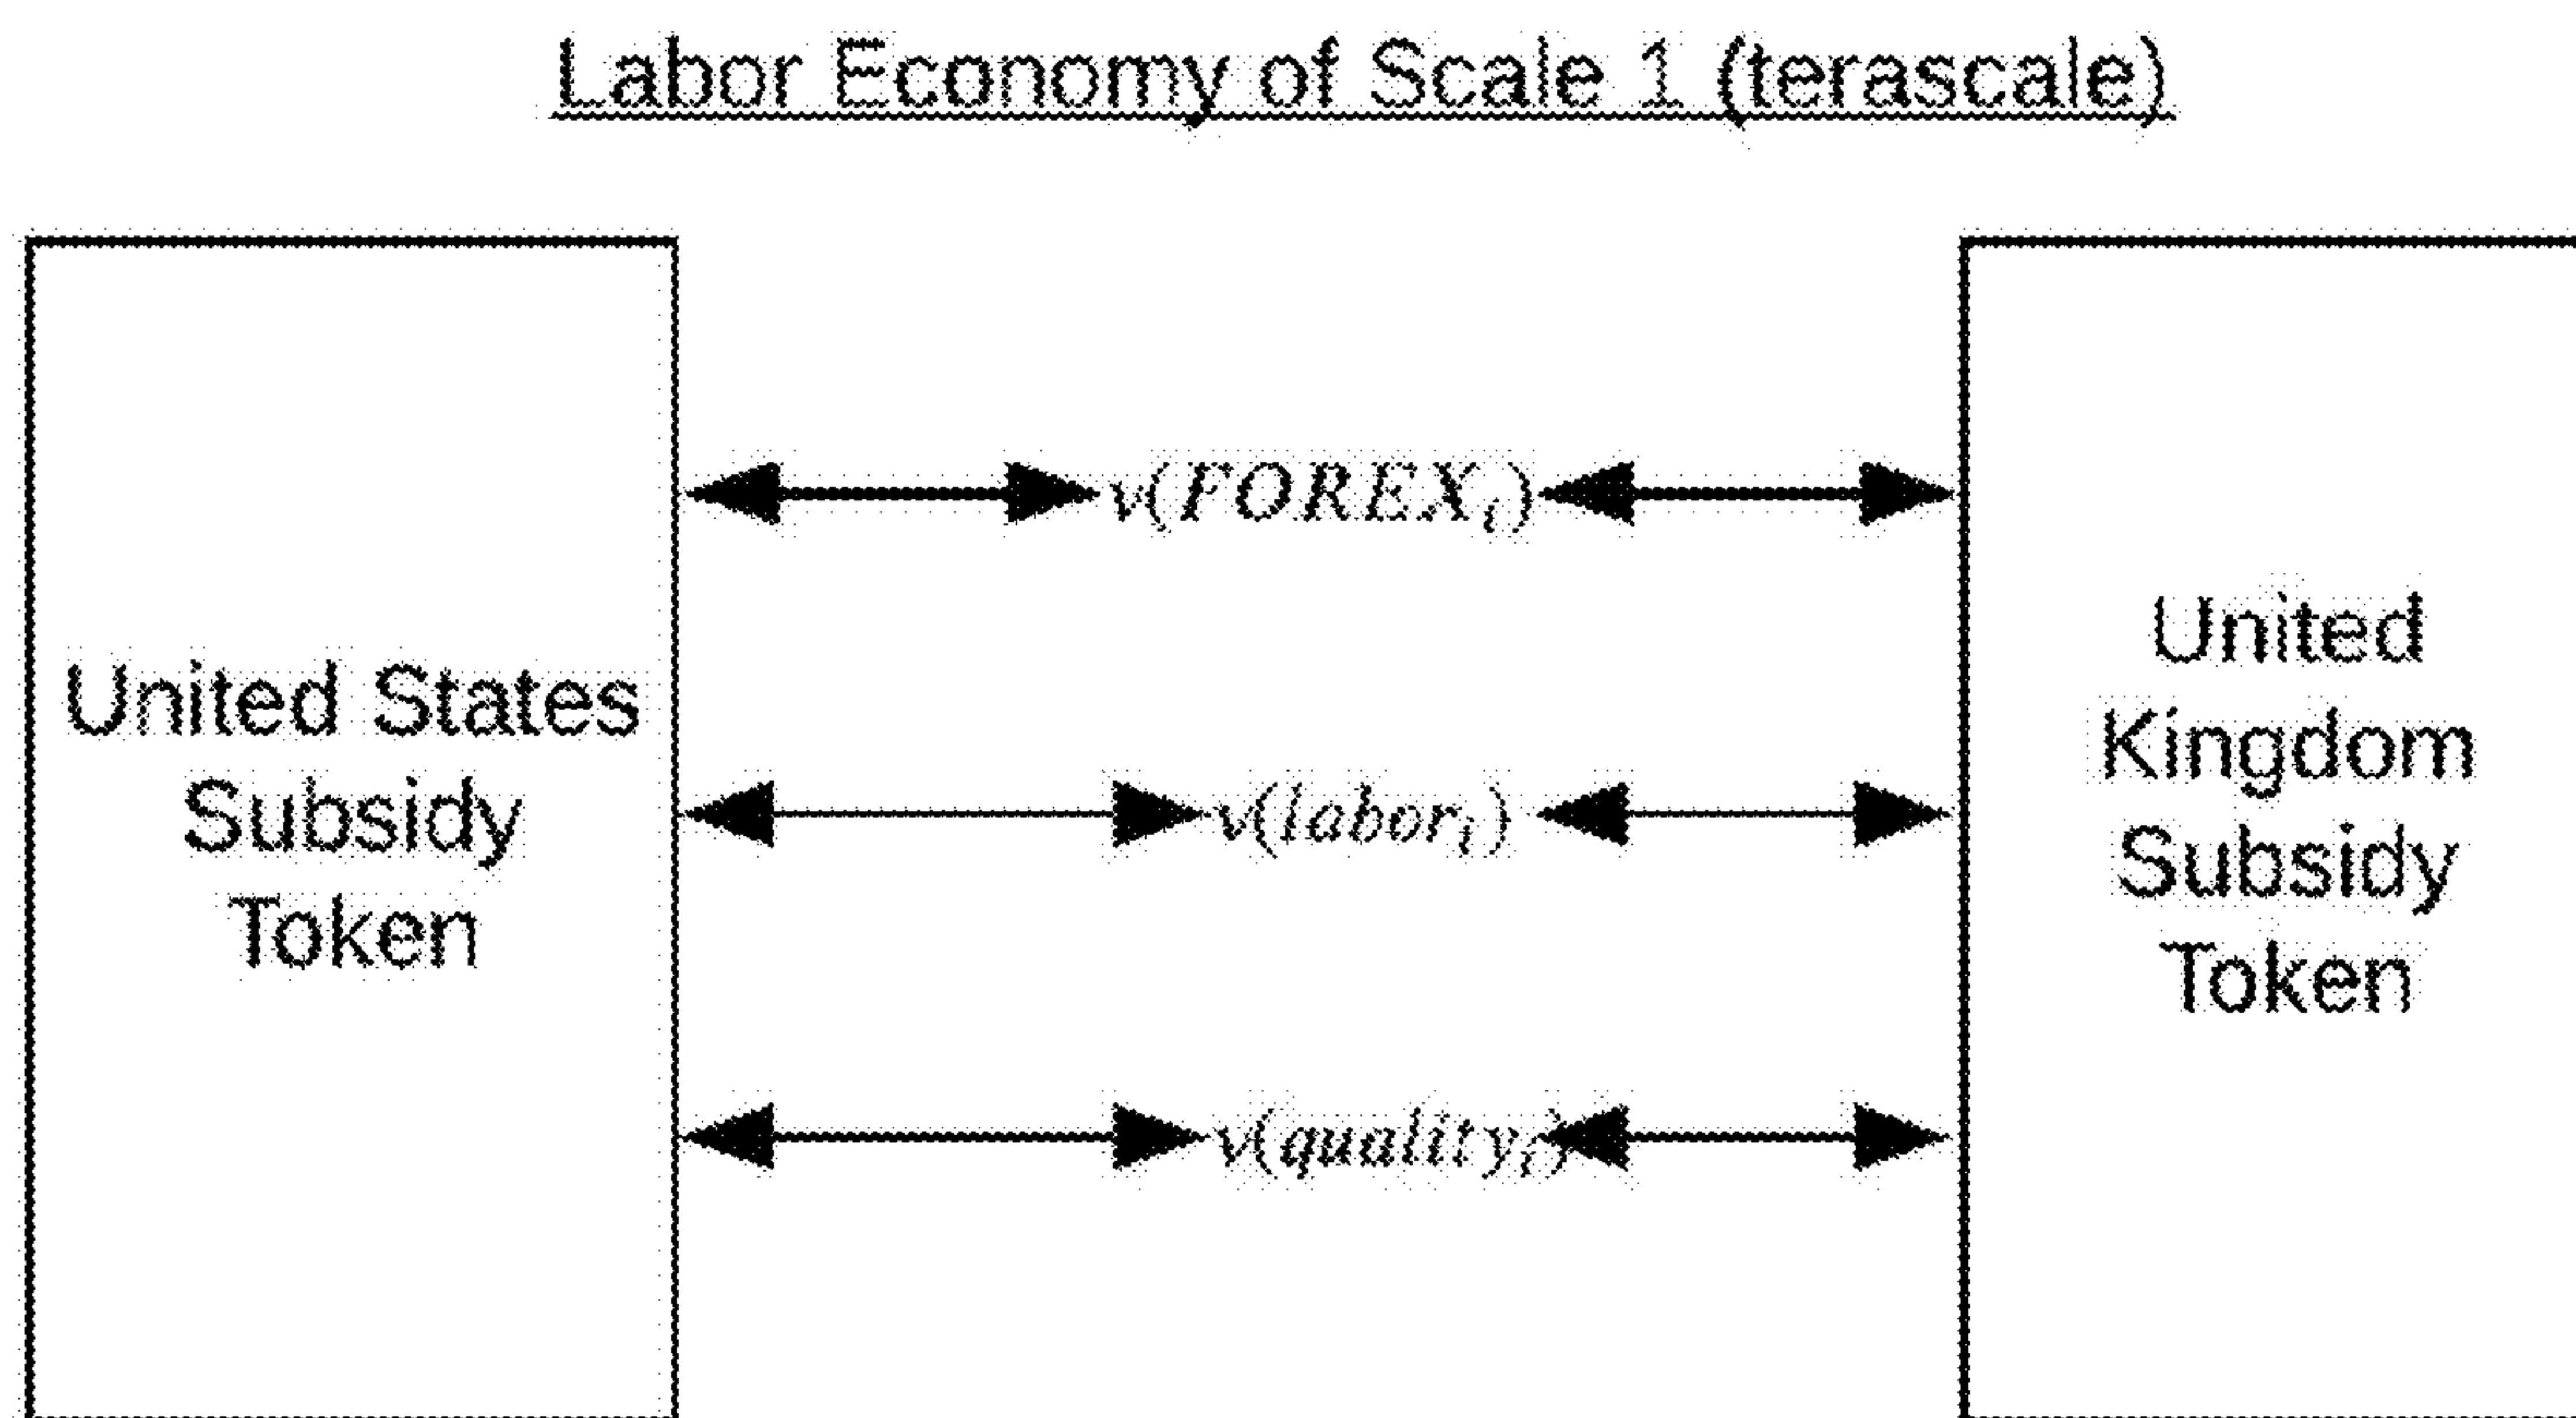 Labor Economy of Scale 1 (terascale)
United States
Subsidy
Token
v(FOREXᵢ)
v(laborᵢ)
v(qualityᵢ)
United
Kingdom
Subsidy
Token